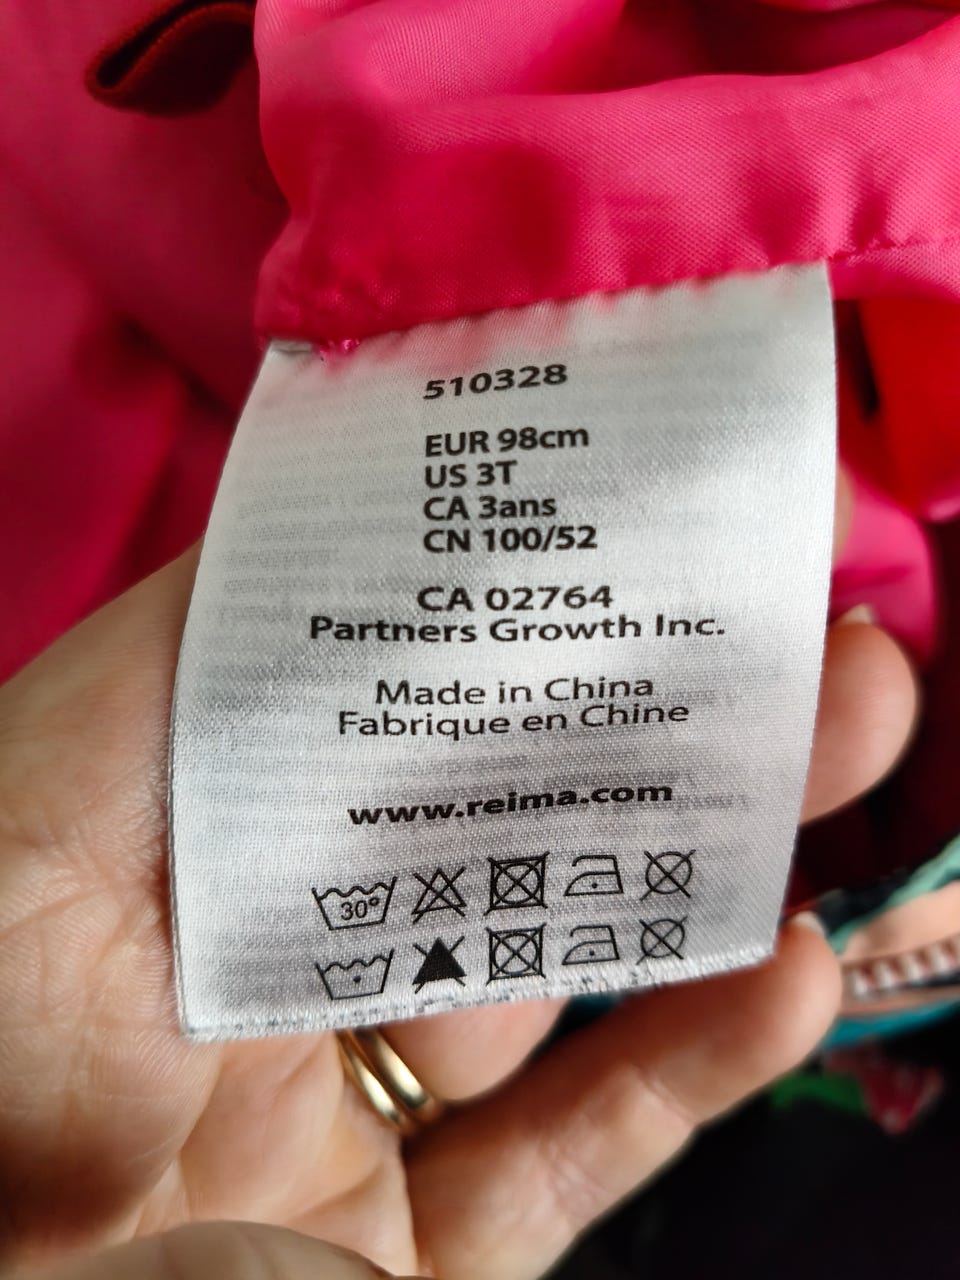 510328
EUR 98cm
US 3T
CA 3ans
CN 100/52
CA 02764
Partners Growth Inc.
Made in China
Fabrique en Chine
www.reima.com
30°